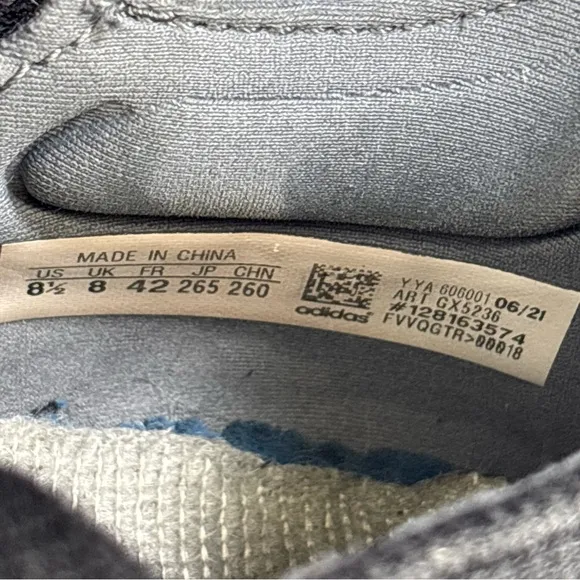 MADE IN CHINA
US UK FR JP CHN
8½ 8 42 265 260
adidas
YYA 606001 06/21
ART GX5236
#128163574
FVVQGTR>00018